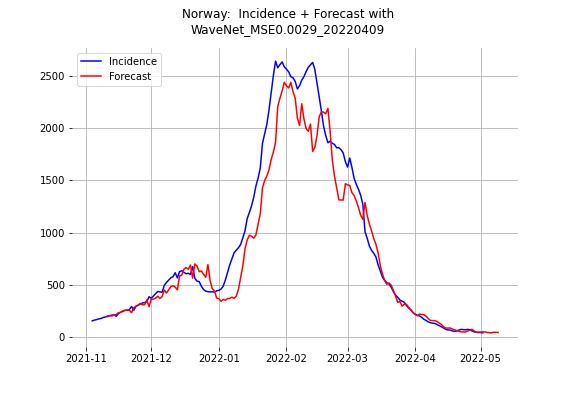 Norway:  Incidence + Forecast with
WaveNet_MSE0.0029_20220409
Incidence
Forecast
2500
2000
1500
1000
500
0
2021-11 2021-12 2022-01 2022-02 2022-03 2022-04 2022-05